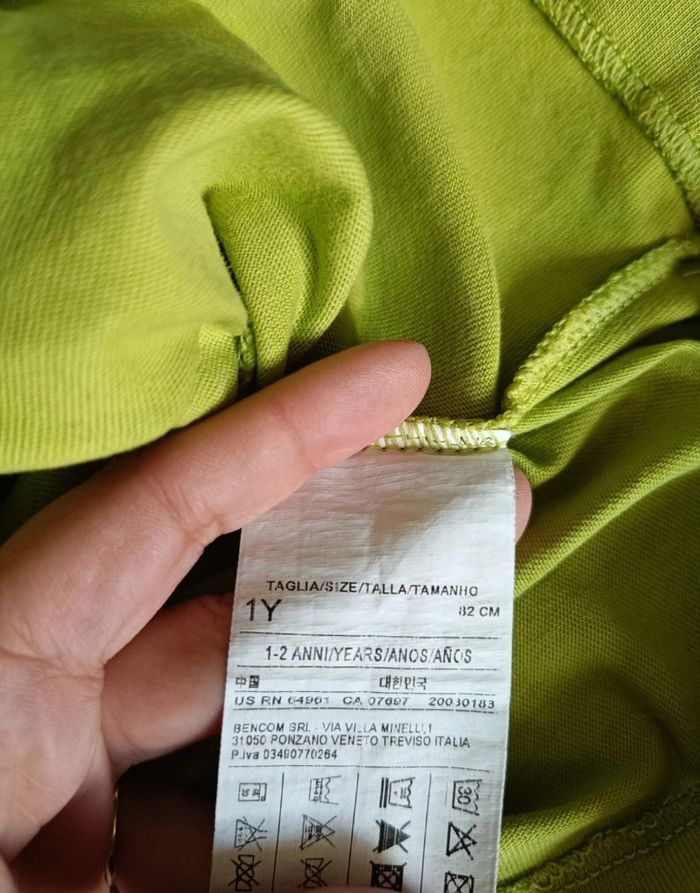 TAGLIA/SIZE/TALLA/TAMANHO
1Y 82 CM
1-2 ANNI/YEARS/ANOS/AÑOS
中国 대한민국
US RN 64961 CA 07697 20030183
BENCOM SRL - VIA VILLA MINELLI,1
31050 PONZANO VENETO TREVISO ITALIA
P.Iva 03490770264
30